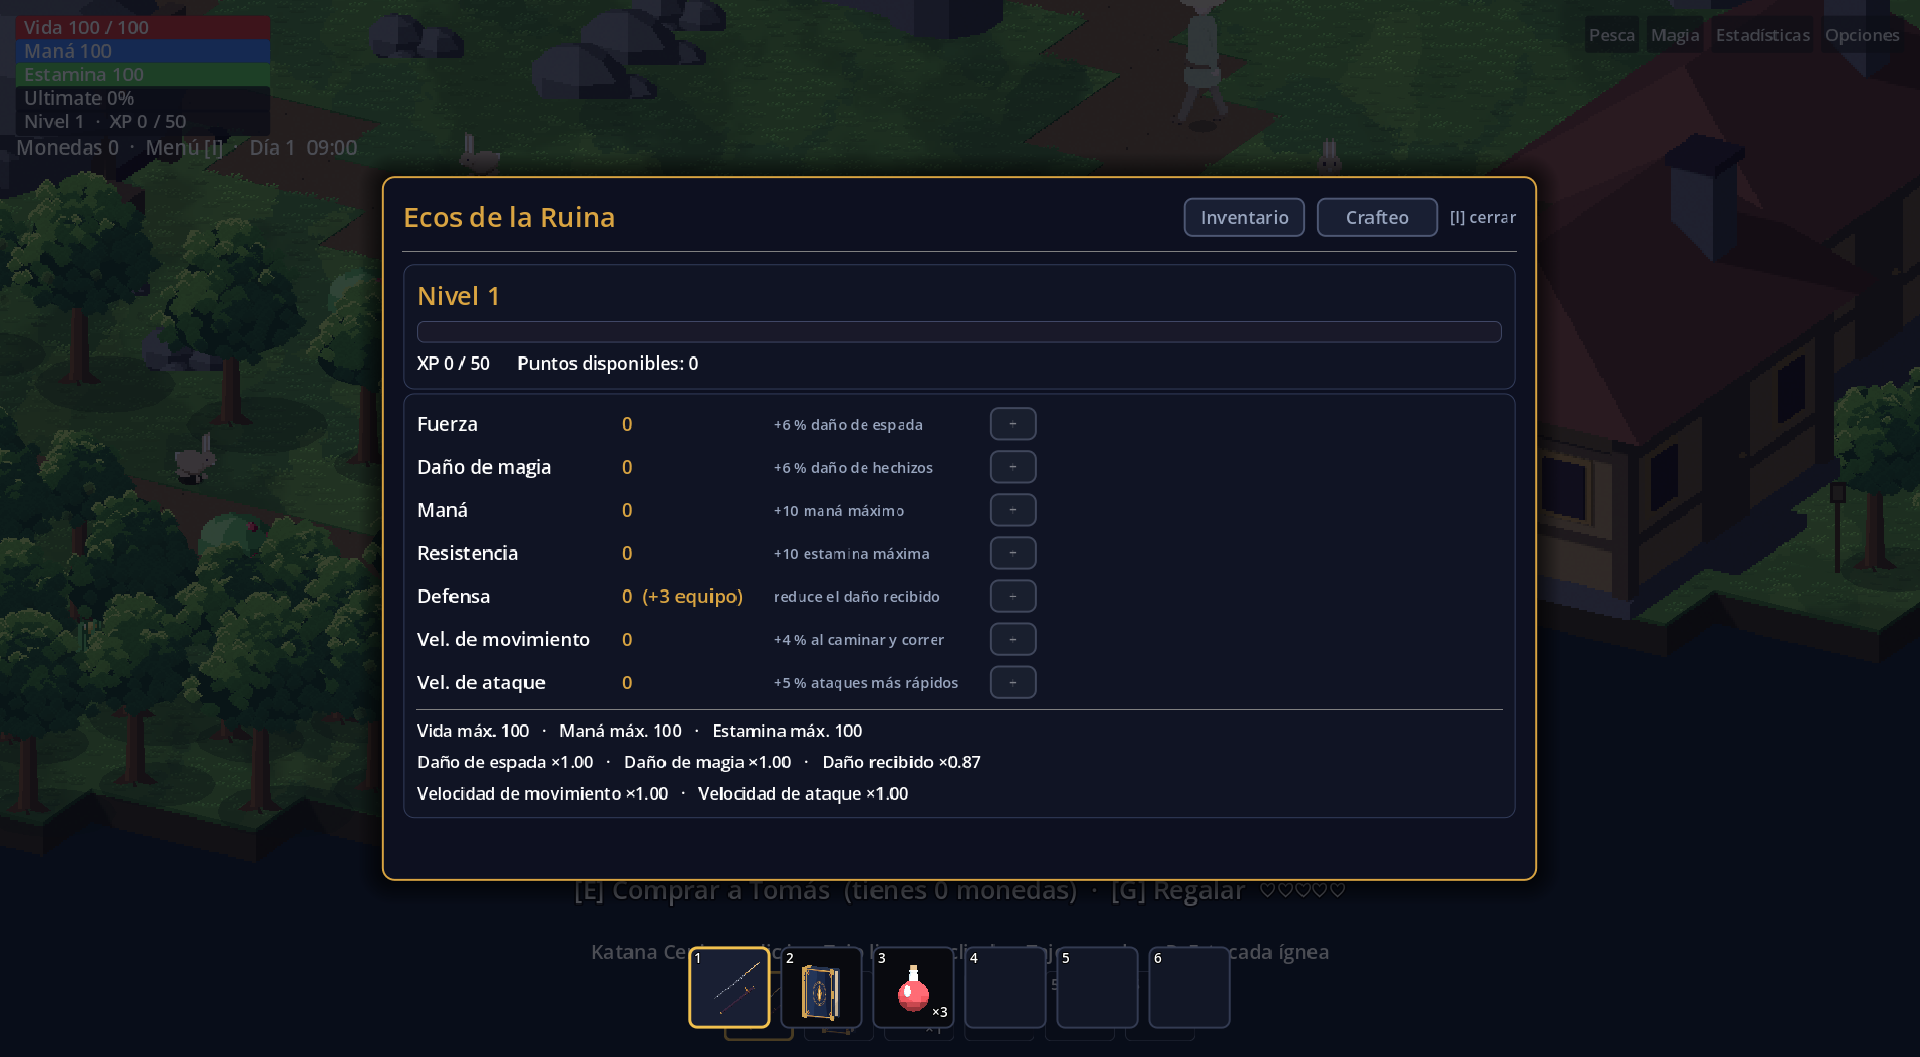 Vida 100 / 100
Maná 100
Estamina 100
Ultimate 0%
Nivel 1 · XP 0 / 50
Monedas 0 · Menú [I] · Día 1 09:00
Pesca Magia Estadísticas Opciones
Ecos de la Ruina
Inventario Crafteo [I] cerrar
Nivel 1
XP 0 / 50 Puntos disponibles: 0
Fuerza 0 +6 % daño de espada +
Daño de magia 0 +6 % daño de hechizos +
Maná 0 +10 maná máximo +
Resistencia 0 +10 estamina máxima +
Defensa 0 (+3 equipo) reduce el daño recibido +
Vel. de movimiento 0 +4 % al caminar y correr +
Vel. de ataque 0 +5 % ataques más rápidos +
Vida máx. 100 · Maná máx. 100 · Estamina máx. 100
Daño de espada ×1.00 · Daño de magia ×1.00 · Daño recibido ×0.87
Velocidad de movimiento ×1.00 · Velocidad de ataque ×1.00
[E] Comprar a Tomás (tienes 0 monedas) · [G] Regalar ♡♡♡♡♡
Katana ígnea
1 2 3 4 5 6
×3